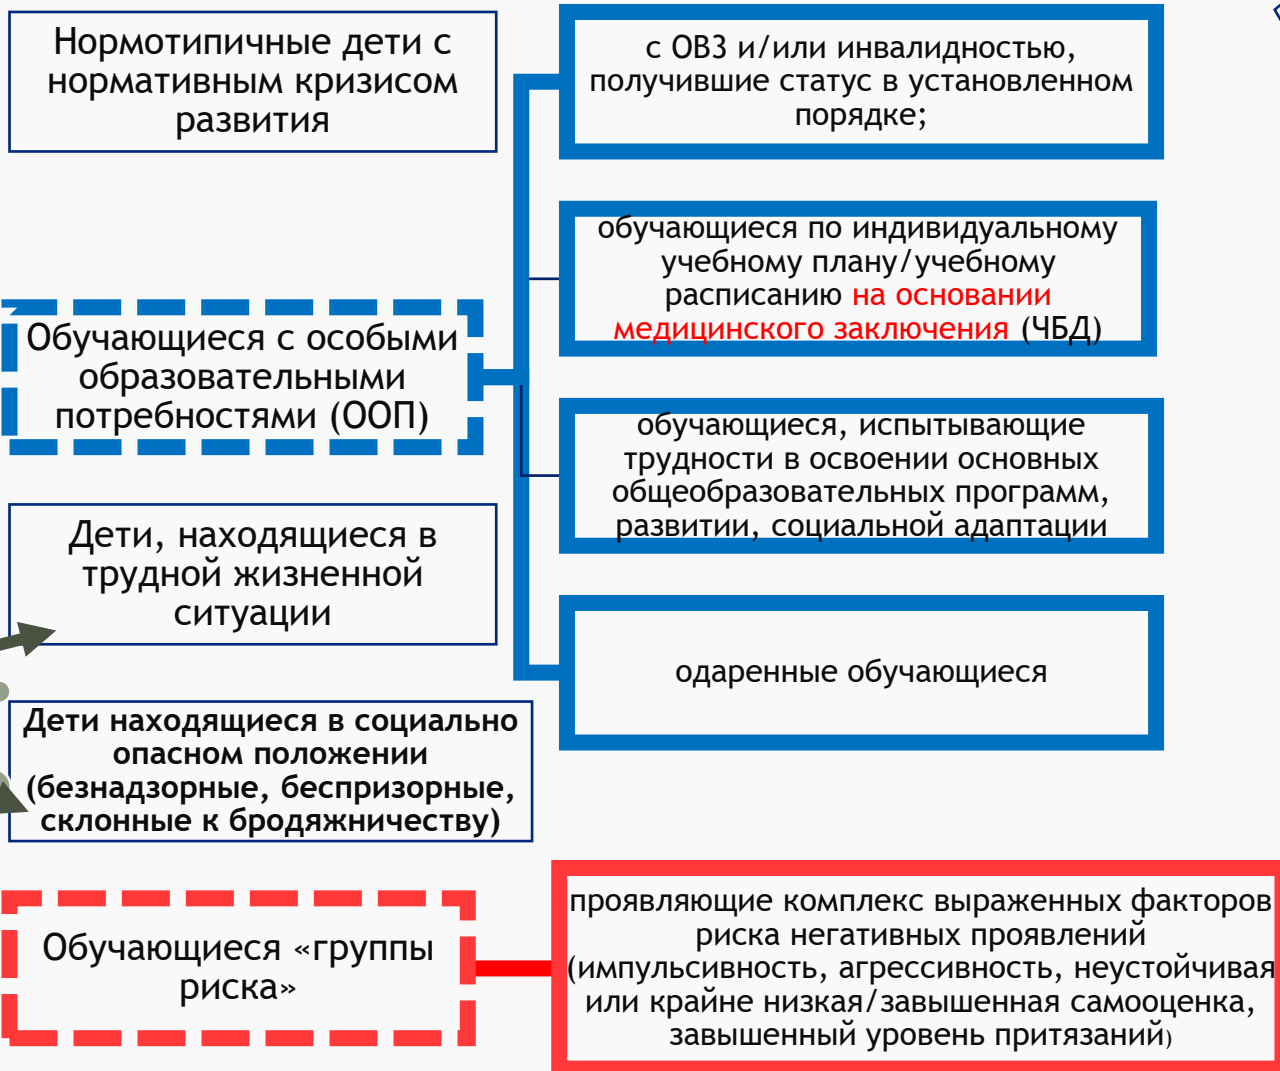 Нормотипичные дети с
нормативным кризисом
развития
с ОВЗ и/или инвалидностью,
получившие статус в установленном
порядке;
обучающиеся по индивидуальному
учебному плану/учебному
расписанию на основании
медицинского заключения (ЧБД)
Обучающиеся с особыми
образовательными
потребностями (ООП)
обучающиеся, испытывающие
трудности в освоении основных
общеобразовательных программ,
развитии, социальной адаптации
Дети, находящиеся в
трудной жизненной
ситуации
одаренные обучающиеся
Дети находящиеся в социально
опасном положении
(безнадзорные, беспризорные,
склонные к бродяжничеству)
Обучающиеся «группы
риска»
проявляющие комплекс выраженных факторов
риска негативных проявлений
(импульсивность, агрессивность, неустойчивая
или крайне низкая/завышенная самооценка,
завышенный уровень притязаний)